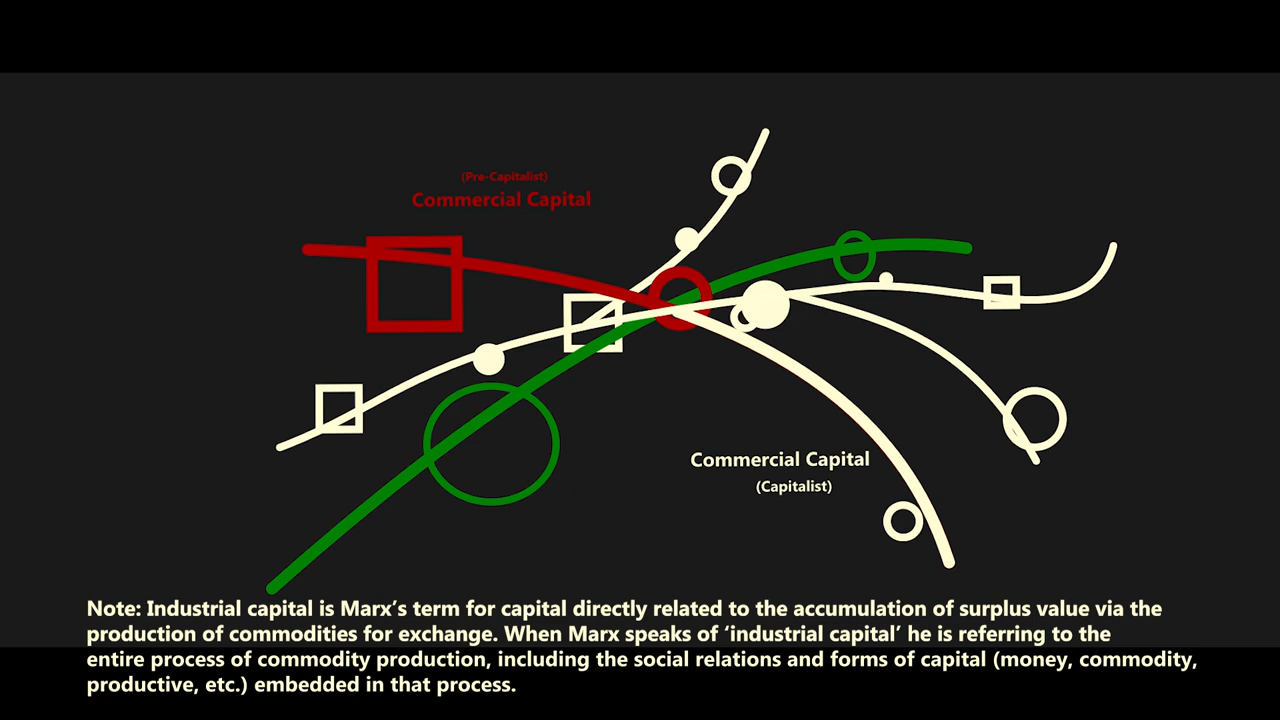 (Pre-Capitalist)
Commercial Capital
Commercial Capital
(Capitalist)
Note: Industrial capital is Marx’s term for capital directly related to the accumulation of surplus value via the
production of commodities for exchange. When Marx speaks of ‘industrial capital’ he is referring to the
entire process of commodity production, including the social relations and forms of capital (money, commodity,
productive, etc.) embedded in that process.